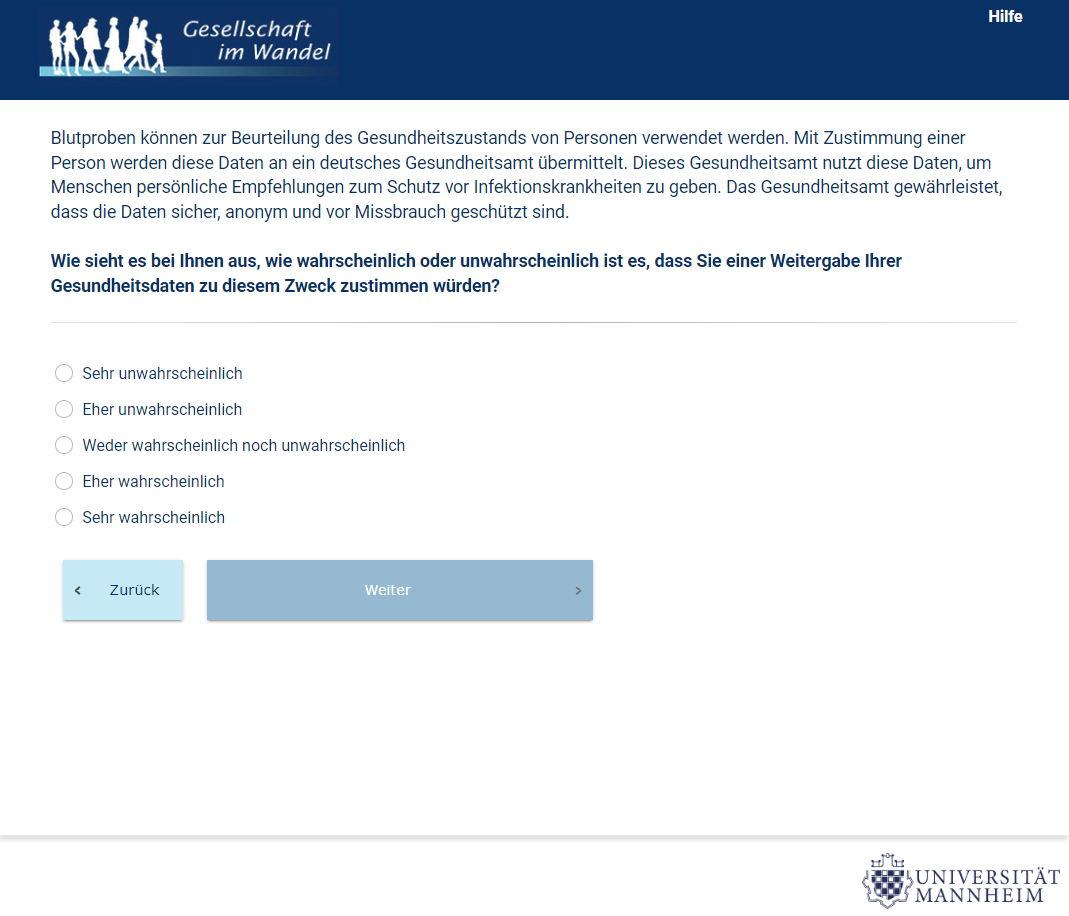 Gesellschaft
im Wandel
Hilfe
Blutproben können zur Beurteilung des Gesundheitszustands von Personen verwendet werden. Mit Zustimmung einer
Person werden diese Daten an ein deutsches Gesundheitsamt übermittelt. Dieses Gesundheitsamt nutzt diese Daten, um
Menschen persönliche Empfehlungen zum Schutz vor Infektionskrankheiten zu geben. Das Gesundheitsamt gewährleistet,
dass die Daten sicher, anonym und vor Missbrauch geschützt sind.
Wie sieht es bei Ihnen aus, wie wahrscheinlich oder unwahrscheinlich ist es, dass Sie einer Weitergabe Ihrer
Gesundheitsdaten zu diesem Zweck zustimmen würden?
Sehr unwahrscheinlich
Eher unwahrscheinlich
Weder wahrscheinlich noch unwahrscheinlich
Eher wahrscheinlich
Sehr wahrscheinlich
Zurück
Weiter
UNIVERSITÄT
MANNHEIM